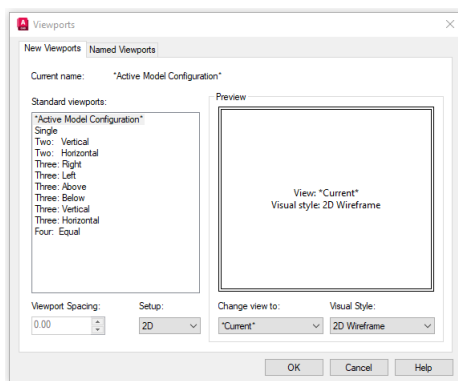 Viewports
New Viewports
Named Viewports
Current name: *Active Model Configuration*
Standard viewports:
*Active Model Configuration*
Single
Two: Vertical
Two: Horizontal
Three: Right
Three: Left
Three: Above
Three: Below
Three: Vertical
Three: Horizontal
Four: Equal
Preview
View: *Current*
Visual style: 2D Wireframe
Viewport Spacing:
Setup:
Change view to:
Visual Style:
0.00
2D
*Current*
2D Wireframe
OK
Cancel
Help